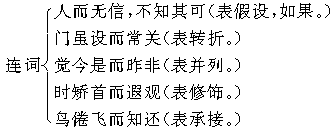 人而无信，不知其可（表假设，如果。）
门虽设而常关（表转折。）
连词 觉今是而昨非（表并列。）
时矫首而遐观（表修饰。）
鸟倦飞而知还（表承接。）